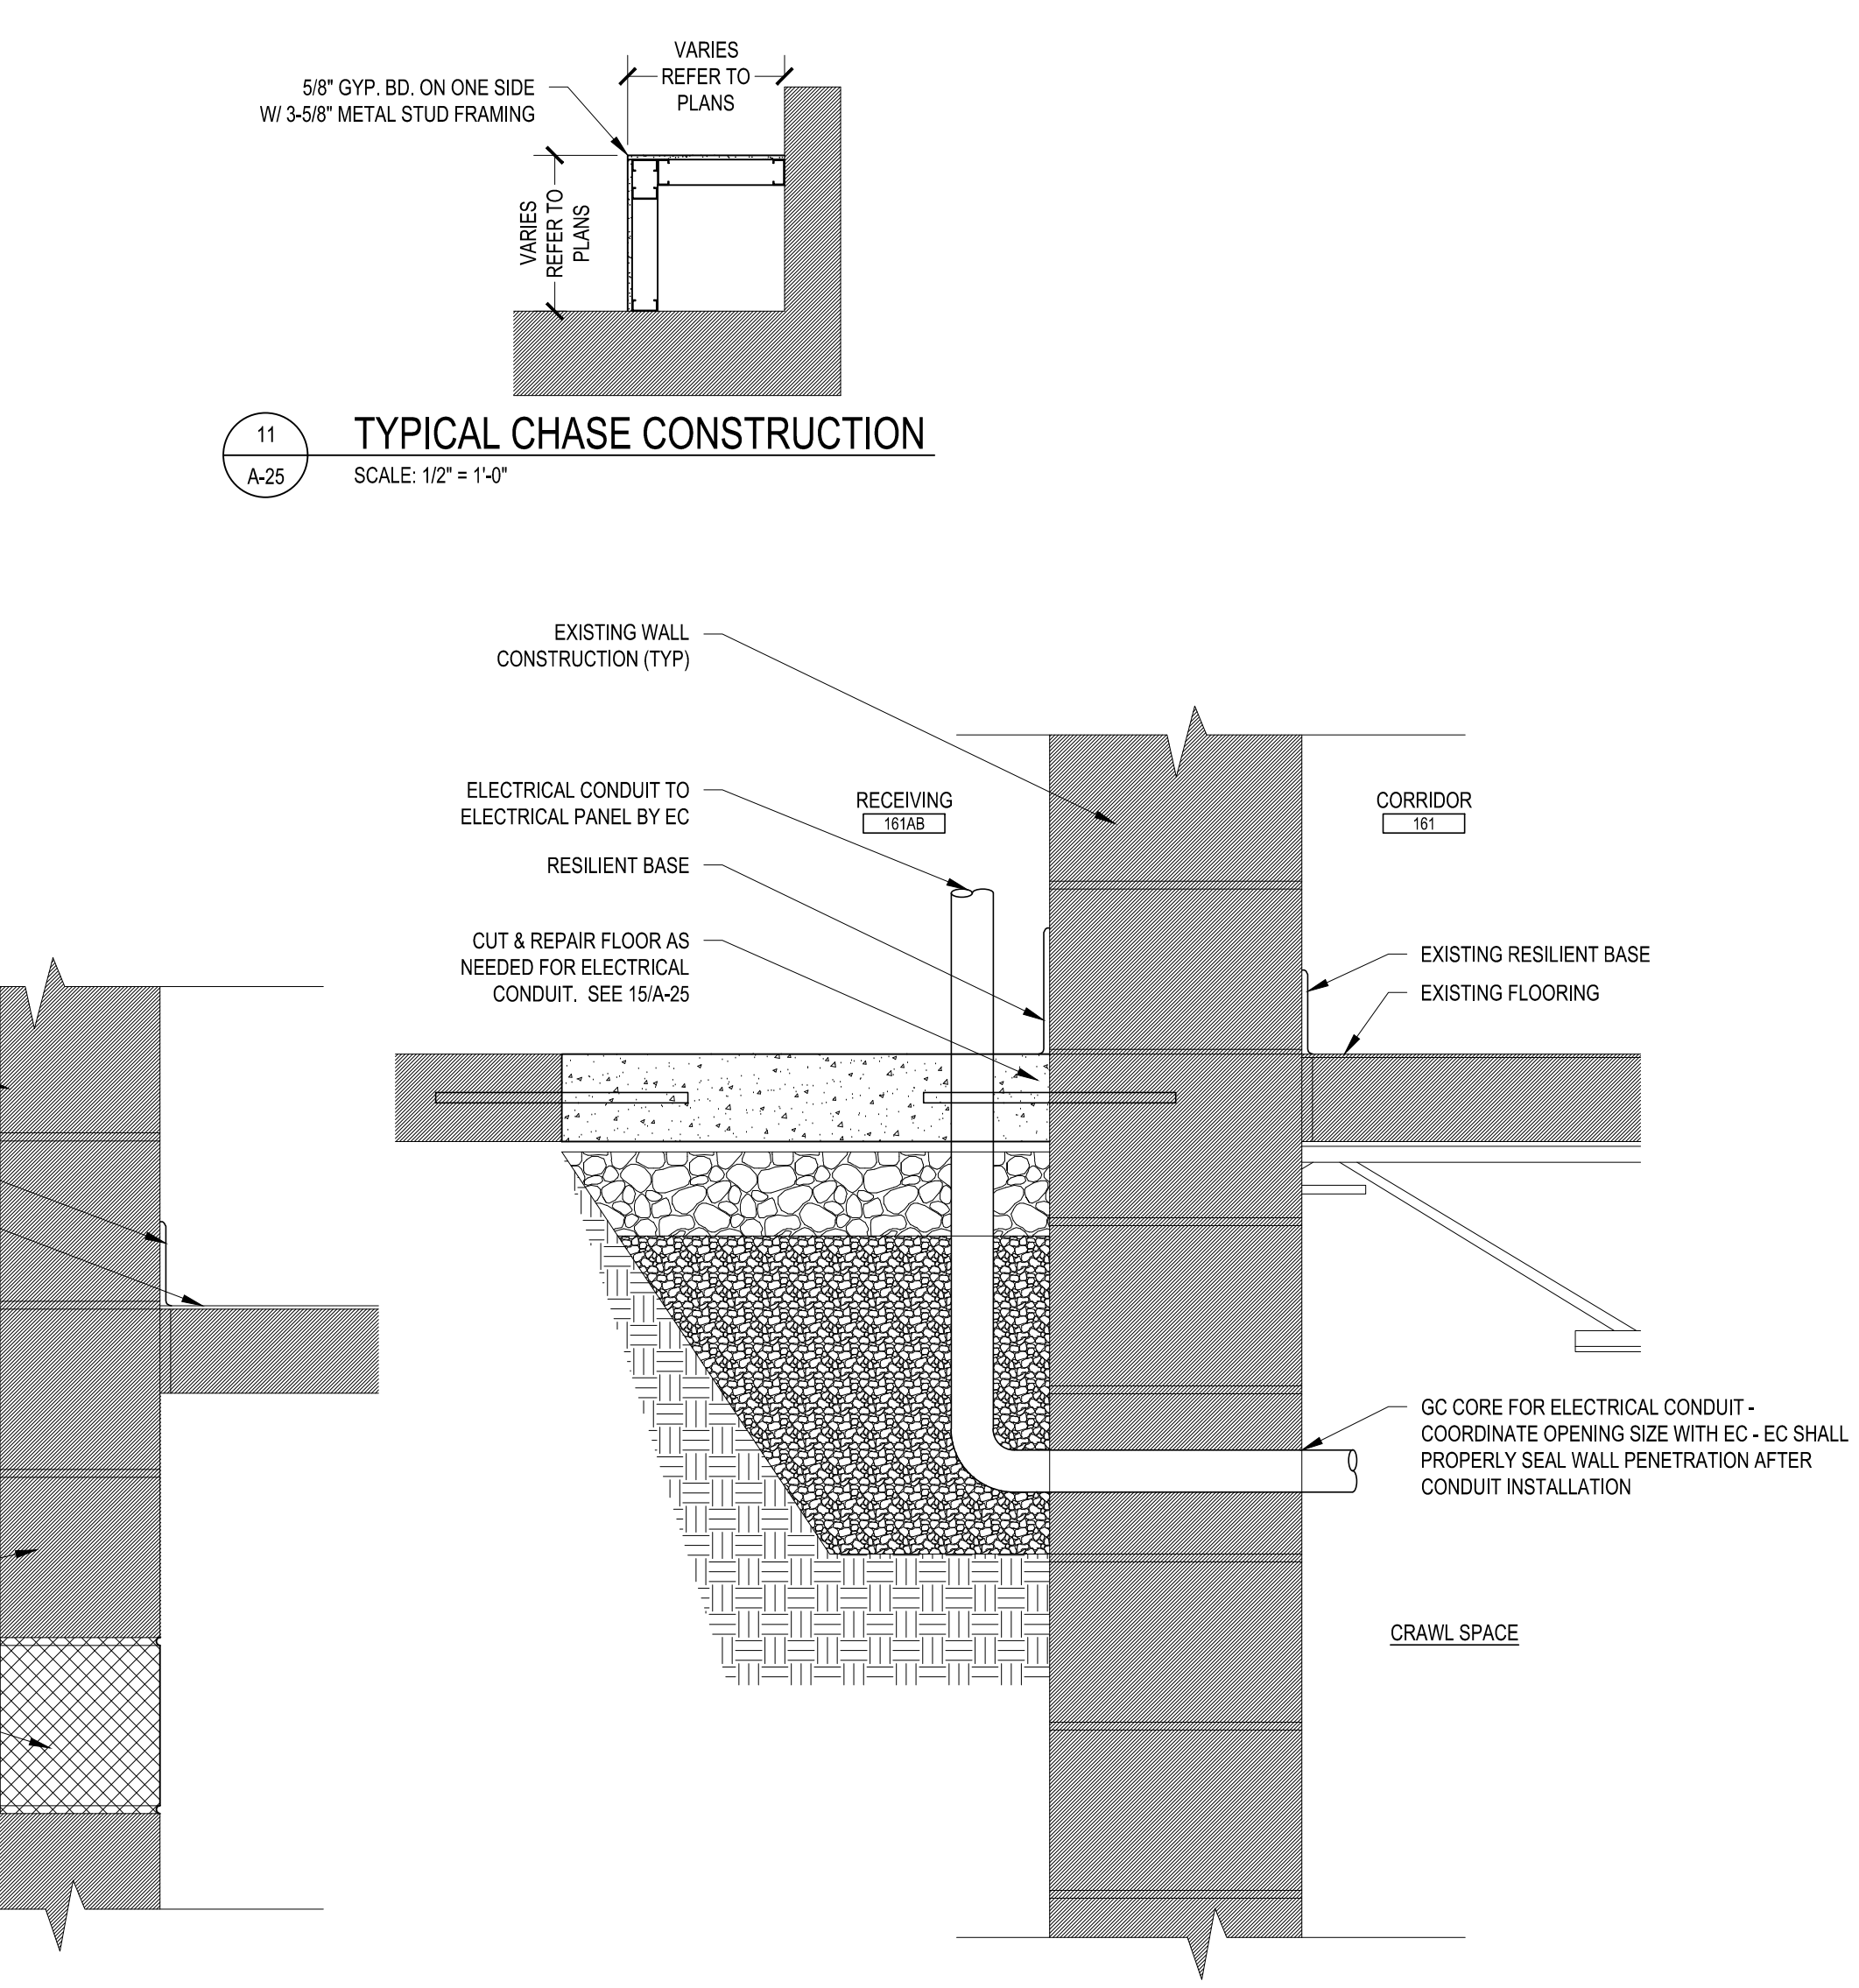 VARIES
REFER TO
PLANS
5/8" GYP. BD. ON ONE SIDE
W/ 3-5/8" METAL STUD FRAMING
VARIES
REFER TO
PLANS
11
A-25
TYPICAL CHASE CONSTRUCTION
SCALE: 1/2" = 1'-0"
EXISTING WALL
CONSTRUCTION (TYP)
ELECTRICAL CONDUIT TO
ELECTRICAL PANEL BY EC
RECEIVING
161AB
CORRIDOR
161
RESILIENT BASE
CUT & REPAIR FLOOR AS
NEEDED FOR ELECTRICAL
CONDUIT. SEE 15/A-25
EXISTING RESILIENT BASE
EXISTING FLOORING
GC CORE FOR ELECTRICAL CONDUIT -
COORDINATE OPENING SIZE WITH EC - EC SHALL
PROPERLY SEAL WALL PENETRATION AFTER
CONDUIT INSTALLATION
CRAWL SPACE